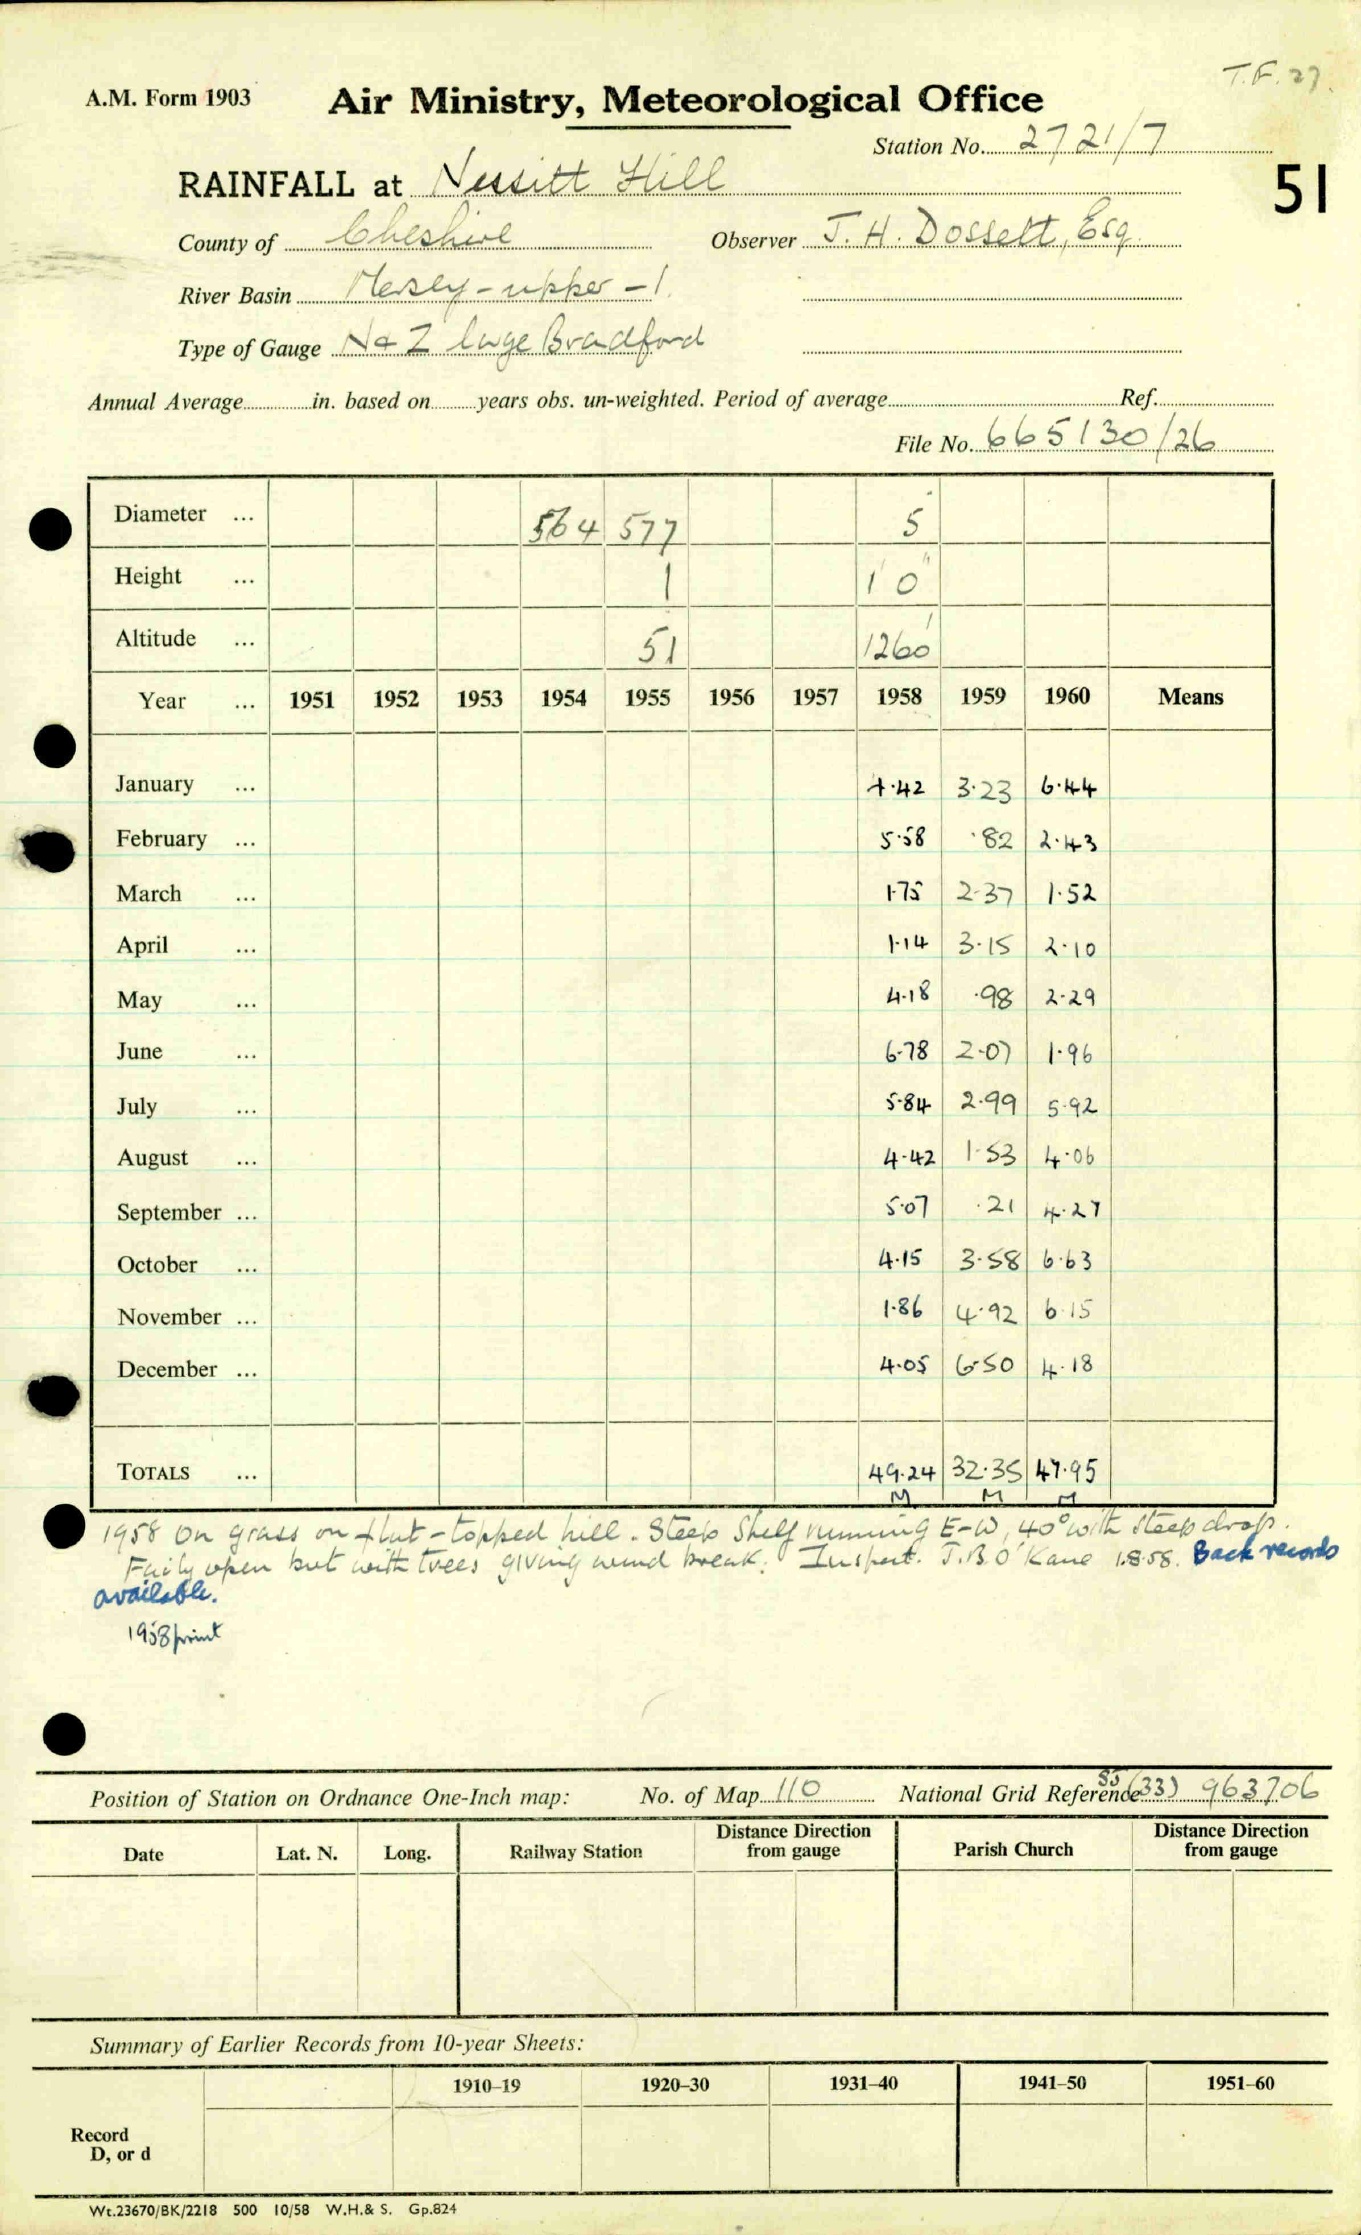 T.F. 27
A.M. Form 1903
Air Ministry, Meteorological Office
Station No. 2721/7
51
RAINFALL at Nessitt Hill
County of Cheshire Observer J. H. Dossett, Esq.
River Basin Mersey - upper - 1
Type of Gauge N & Z large Bradford
Annual Average in. based on years obs. un-weighted. Period of average Ref.
File No. 665130/26
Diameter ... 564 577 5"
Height ... 1 1' 0"
Altitude ... 51 1260'
Year ... 1951 1952 1953 1954 1955 1956 1957 1958 1959 1960 Means
January ... 4.42 3.23 6.44
February ... 5.58 .82 2.43
March ... 1.75 2.37 1.52
April ... 1.14 3.15 2.10
May ... 4.18 .98 2.29
June ... 6.78 2.07 1.96
July ... 5.84 2.99 5.92
August ... 4.42 1.53 4.06
September ... 5.07 .21 4.27
October ... 4.15 3.58 6.63
November ... 1.86 4.92 6.15
December ... 4.05 6.50 4.18
TOTALS ... 49.24 32.35 47.95
M M M
1958 On grass on flat-topped hill. Steep shelf running E-W, 40° with steep drop.
Fairly open but with trees giving wind break. Inspect. J.B. O'Kane 1.8.58. Back records
available.
1958 print
Position of Station on Ordnance One-Inch map: No. of Map 110 National Grid Reference SJ (33) 963706
Date Lat. N. Long. Railway Station Distance Direction from gauge Parish Church Distance Direction from gauge
Summary of Earlier Records from 10-year Sheets:
1910–19 1920–30 1931–40 1941–50 1951–60
Record
D, or d
Wt.23670/BK/2218 500 10/58 W.H.& S. Gp.824